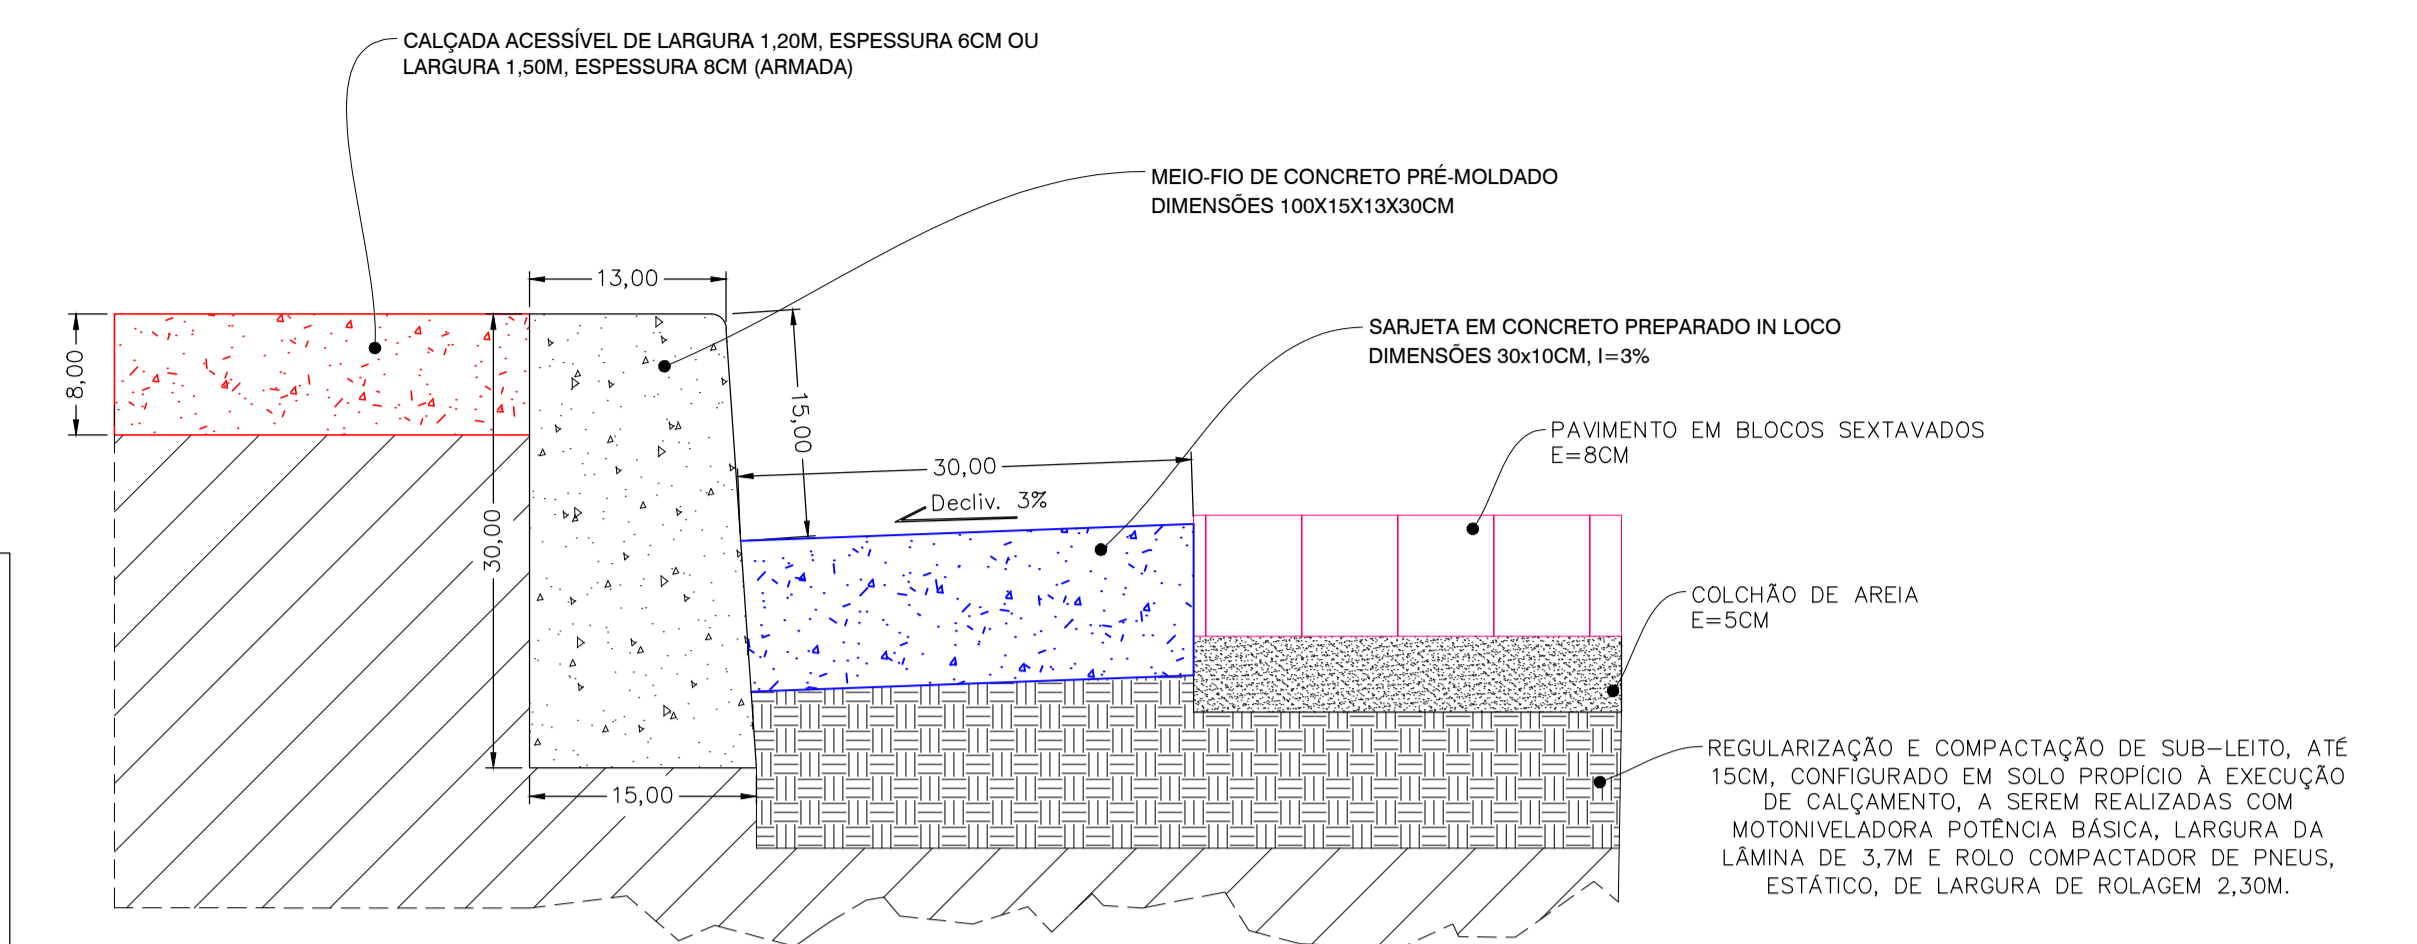 CALÇADA ACESSÍVEL DE LARGURA 1,20M, ESPESSURA 6CM OU
LARGURA 1,50M, ESPESSURA 8CM (ARMADA)
MEIO-FIO DE CONCRETO PRÉ-MOLDADO
DIMENSÕES 100X15X13X30CM
13,00
8,00
15,00
SARJETA EM CONCRETO PREPARADO IN LOCO
DIMENSÕES 30x10CM, I=3%
30,00
Decliv. 3%
PAVIMENTO EM BLOCOS SEXTAVADOS
E=8CM
30,00
COLCHÃO DE AREIA
E=5CM
15,00
REGULARIZAÇÃO E COMPACTAÇÃO DE SUB-LEITO, ATÉ
15CM, CONFIGURADO EM SOLO PROPÍCIO À EXECUÇÃO
DE CALÇAMENTO, A SEREM REALIZADAS COM
MOTONIVELADORA POTÊNCIA BÁSICA, LARGURA DA
LÂMINA DE 3,7M E ROLO COMPACTADOR DE PNEUS,
ESTÁTICO, DE LARGURA DE ROLAGEM 2,30M.